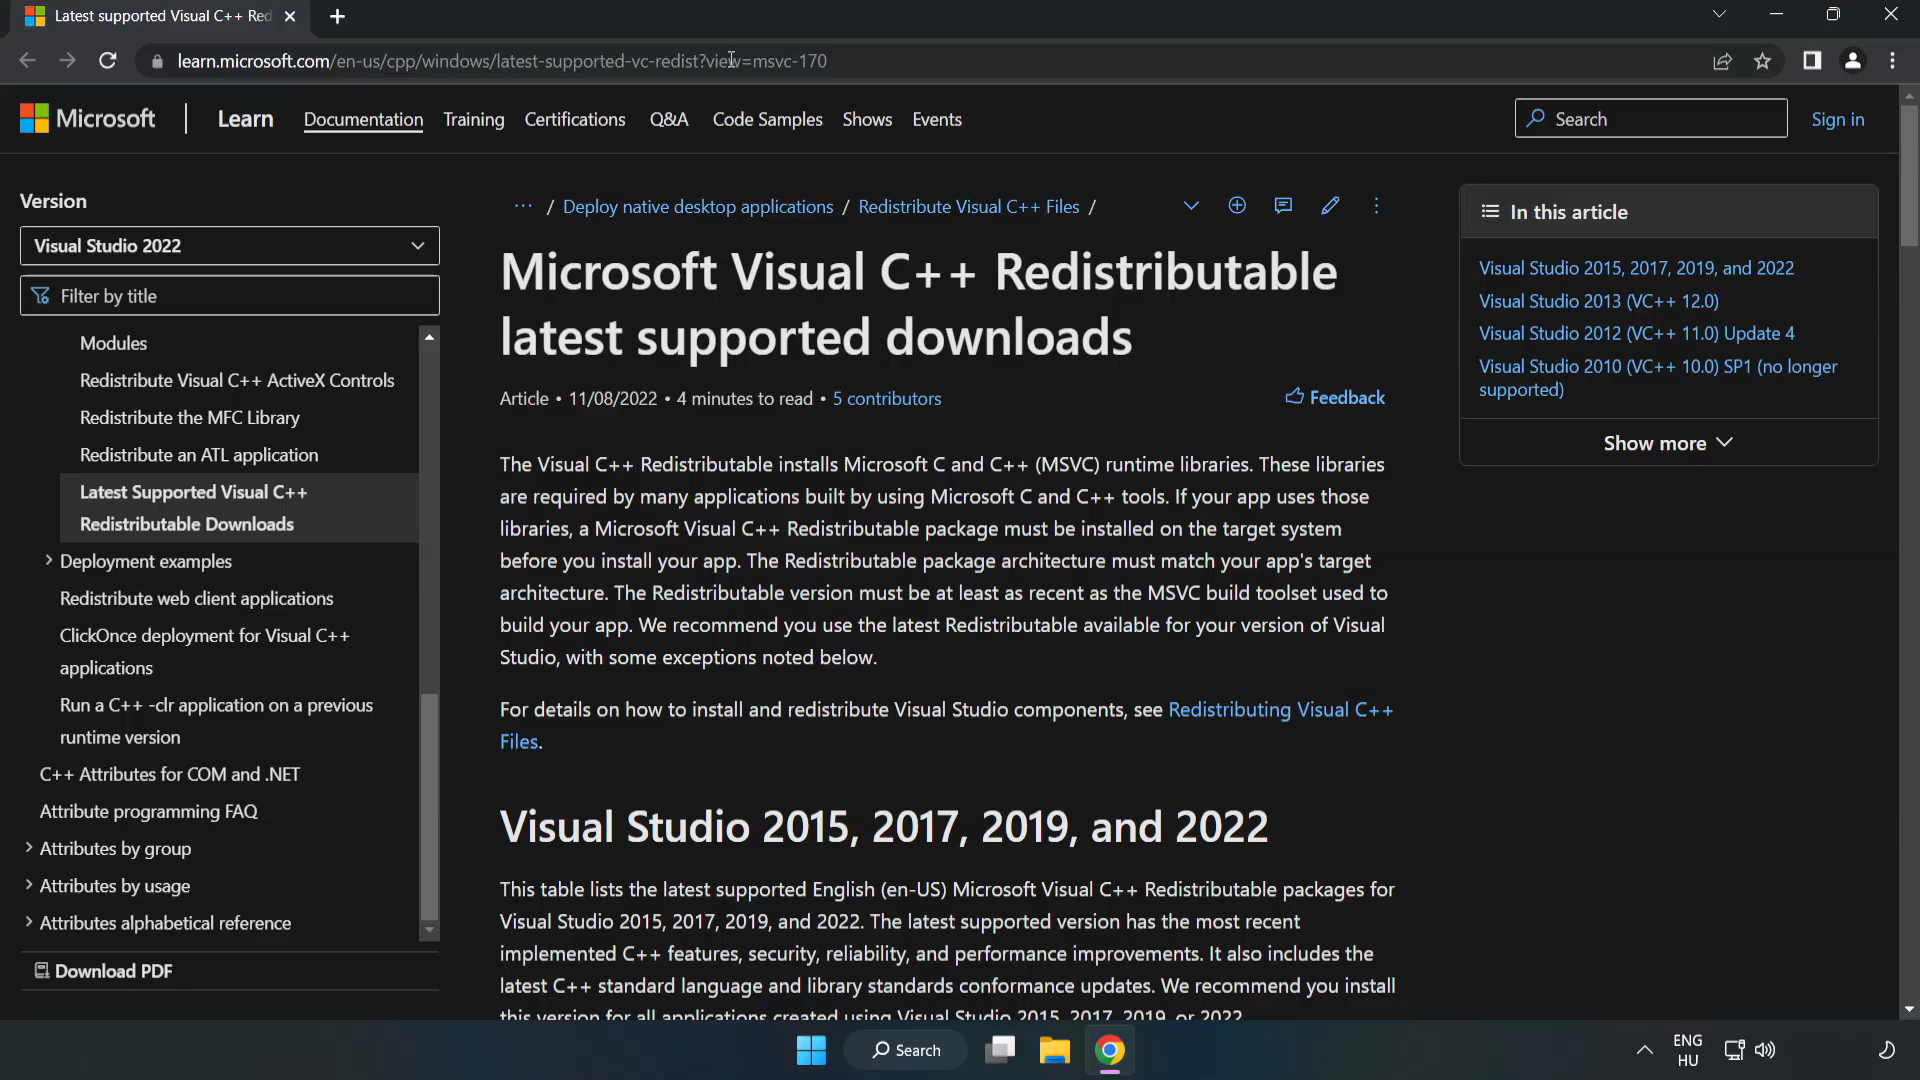 Latest supported Visual C++ Red
learn.microsoft.com/en-us/cpp/windows/latest-supported-vc-redist?view=msvc-170
Microsoft
Learn
Documentation
Training
Certifications
Q&A
Code Samples
Shows
Events
Search
Sign in
Version
Visual Studio 2022
Filter by title
Modules
Redistribute Visual C++ ActiveX Controls
Redistribute the MFC Library
Redistribute an ATL application
Latest Supported Visual C++
Redistributable Downloads
Deployment examples
Redistribute web client applications
ClickOnce deployment for Visual C++
applications
Run a C++ -clr application on a previous
runtime version
C++ Attributes for COM and .NET
Attribute programming FAQ
Attributes by group
Attributes by usage
Attributes alphabetical reference
Download PDF
··· / Deploy native desktop applications / Redistribute Visual C++ Files /
Microsoft Visual C++ Redistributable
latest supported downloads
Article • 11/08/2022 • 4 minutes to read • 5 contributors
Feedback
The Visual C++ Redistributable installs Microsoft C and C++ (MSVC) runtime libraries. These libraries
are required by many applications built by using Microsoft C and C++ tools. If your app uses those
libraries, a Microsoft Visual C++ Redistributable package must be installed on the target system
before you install your app. The Redistributable package architecture must match your app's target
architecture. The Redistributable version must be at least as recent as the MSVC build toolset used to
build your app. We recommend you use the latest Redistributable available for your version of Visual
Studio, with some exceptions noted below.
For details on how to install and redistribute Visual Studio components, see Redistributing Visual C++
Files.
Visual Studio 2015, 2017, 2019, and 2022
This table lists the latest supported English (en-US) Microsoft Visual C++ Redistributable packages for
Visual Studio 2015, 2017, 2019, and 2022. The latest supported version has the most recent
implemented C++ features, security, reliability, and performance improvements. It also includes the
latest C++ standard language and library standards conformance updates. We recommend you install
this version for all applications created using Visual Studio 2015, 2017, 2019, or 2022.
In this article
Visual Studio 2015, 2017, 2019, and 2022
Visual Studio 2013 (VC++ 12.0)
Visual Studio 2012 (VC++ 11.0) Update 4
Visual Studio 2010 (VC++ 10.0) SP1 (no longer
supported)
Show more
Search
ENG
HU